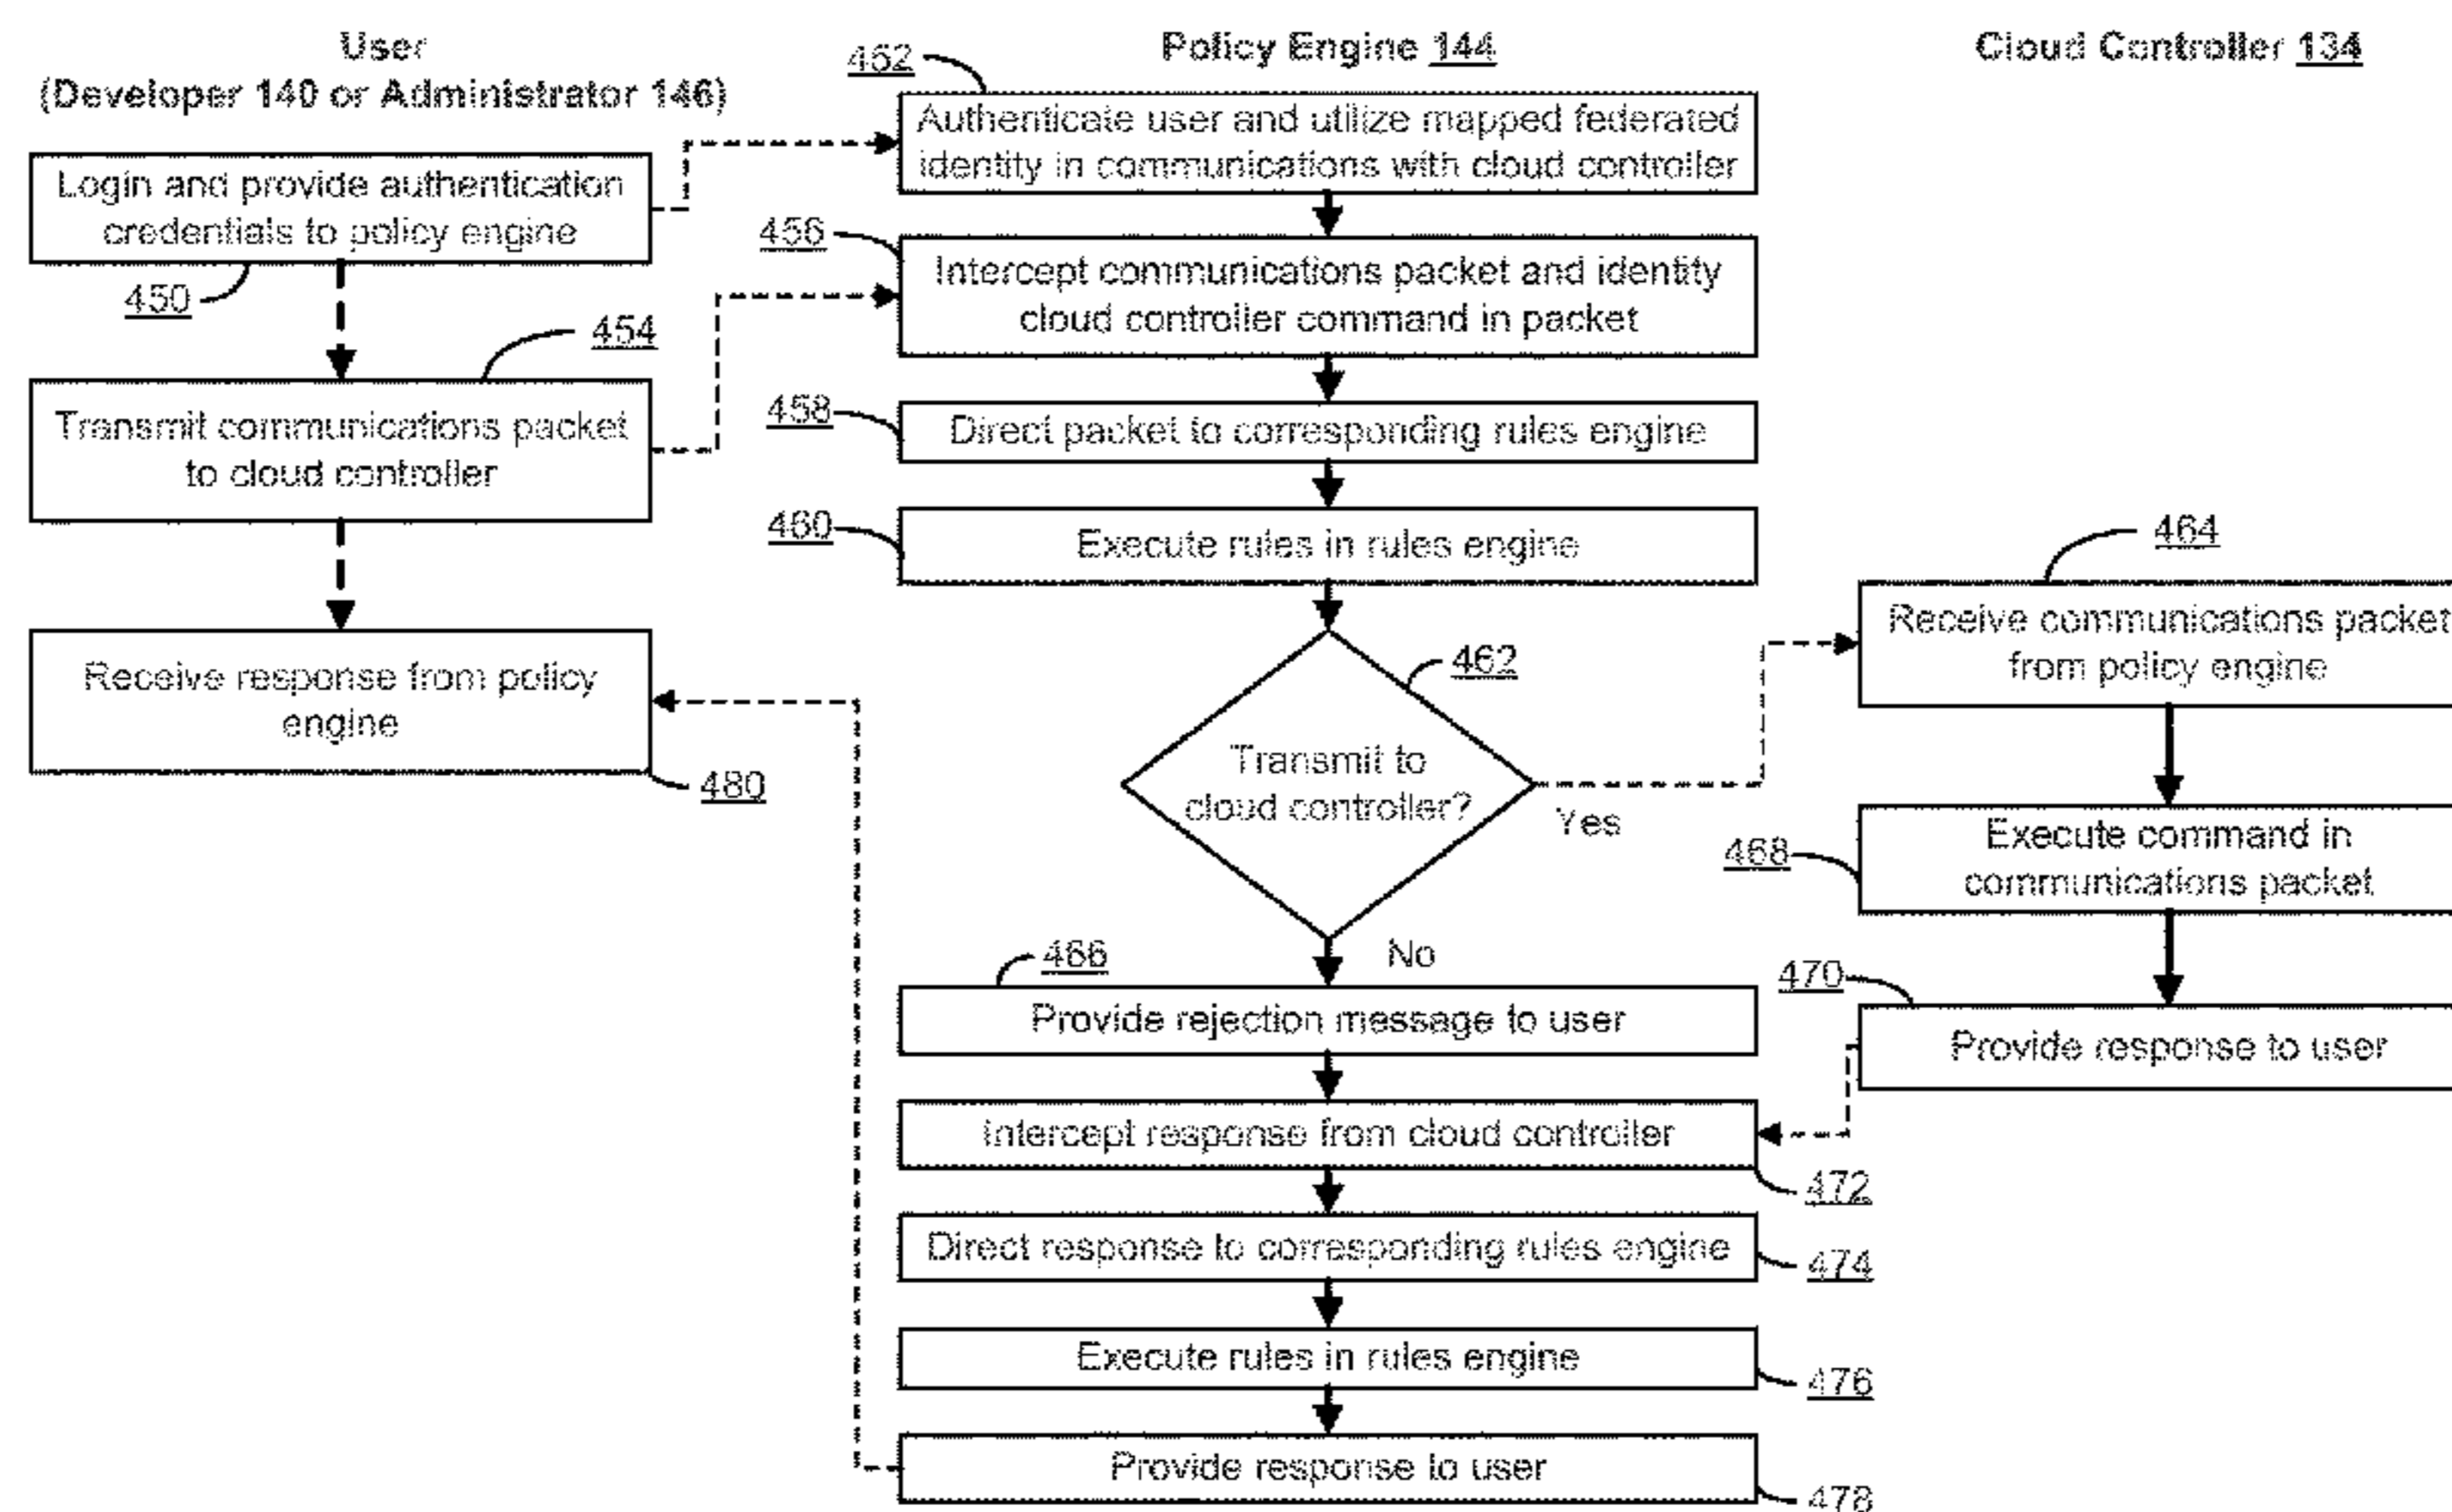 User
(Developer 140 or Administrator 146)
Login and provide authentication
credentials to policy engine
450
454
Transmit communications packet
to cloud controller
Receive response from policy
engine
480
Policy Engine 144
452
Authenticate user and utilize mapped federated
identity in communications with cloud controller
456
Intercept communications packet and identity
cloud controller command in packet
458
Direct packet to corresponding rules engine
460
Execute rules in rules engine
462
Transmit to
cloud controller?
Yes
No
466
Provide rejection message to user
Intercept response from cloud controller
472
Direct response to corresponding rules engine
474
Execute rules in rules engine
476
Provide response to user
478
Cloud Controller 134
464
Receive communications packet
from policy engine
468
Execute command in
communications packet
470
Provide response to user